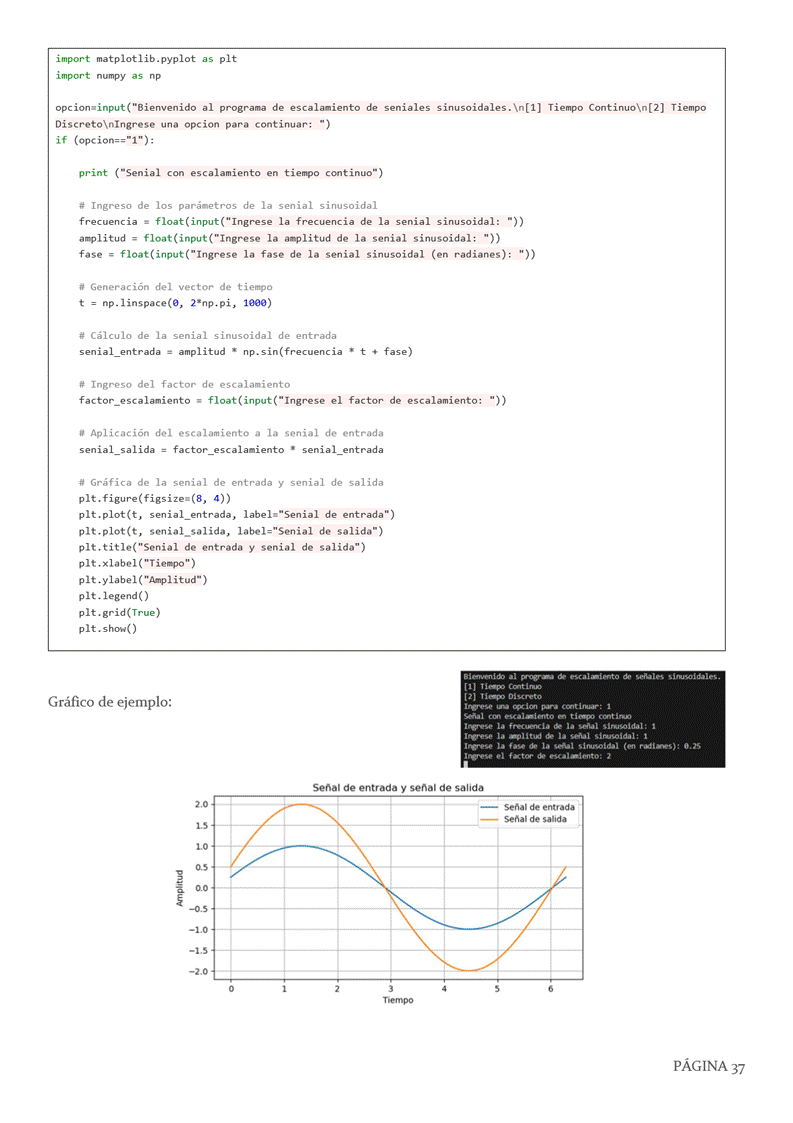 import matplotlib.pyplot as plt
import numpy as np
opcion=input("Bienvenido al programa de escalamiento de seniales sinusoidales.\n[1] Tiempo Continuo\n[2] Tiempo
Discreto\nIngrese una opcion para continuar: ")
if (opcion=="1"):
print ("Senial con escalamiento en tiempo continuo")
# Ingreso de los parámetros de la senial sinusoidal
frecuencia = float(input("Ingrese la frecuencia de la senial sinusoidal: "))
amplitud = float(input("Ingrese la amplitud de la senial sinusoidal: "))
fase = float(input("Ingrese la fase de la senial sinusoidal (en radianes): "))
# Generación del vector de tiempo
t = np.linspace(0, 2*np.pi, 1000)
# Cálculo de la senial sinusoidal de entrada
senial_entrada = amplitud * np.sin(frecuencia * t + fase)
# Ingreso del factor de escalamiento
factor_escalamiento = float(input("Ingrese el factor de escalamiento: "))
# Aplicación del escalamiento a la senial de entrada
senial_salida = factor_escalamiento * senial_entrada
# Gráfica de la senial de entrada y senial de salida
plt.figure(figsize=(8, 4))
plt.plot(t, senial_entrada, label="Senial de entrada")
plt.plot(t, senial_salida, label="Senial de salida")
plt.title("Senial de entrada y senial de salida")
plt.xlabel("Tiempo")
plt.ylabel("Amplitud")
plt.legend()
plt.grid(True)
plt.show()
Gráfico de ejemplo:
Bienvenido al programa de escalamiento de señales sinusoidales.
[1] Tiempo Continuo
[2] Tiempo Discreto
Ingrese una opcion para continuar: 1
Señal con escalamiento en tiempo continuo
Ingrese la frecuencia de la señal sinusoidal: 1
Ingrese la amplitud de la señal sinusoidal: 1
Ingrese la fase de la señal sinusoidal (en radianes): 0.25
Ingrese el factor de escalamiento: 2
Señal de entrada y señal de salida
Señal de entrada
Señal de salida
2.0
1.5
1.0
0.5
0.0
−0.5
−1.0
−1.5
−2.0
Amplitud
0 1 2 3 4 5 6
Tiempo
PÁGINA 37